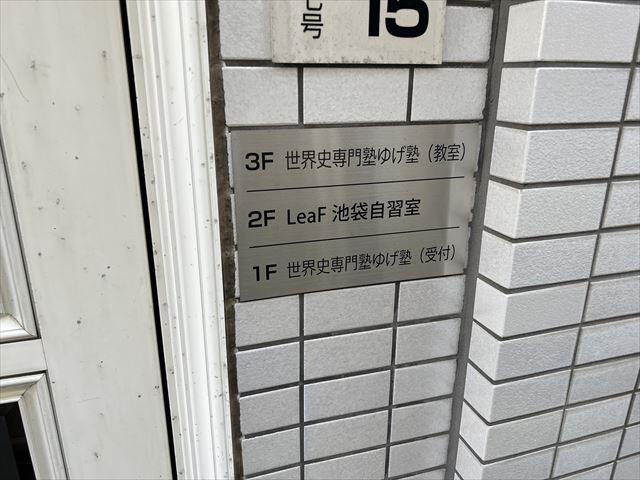 号
15
3F 世界史専門塾ゆげ塾（教室）
2F LeaF 池袋自習室
1F 世界史専門塾ゆげ塾（受付）